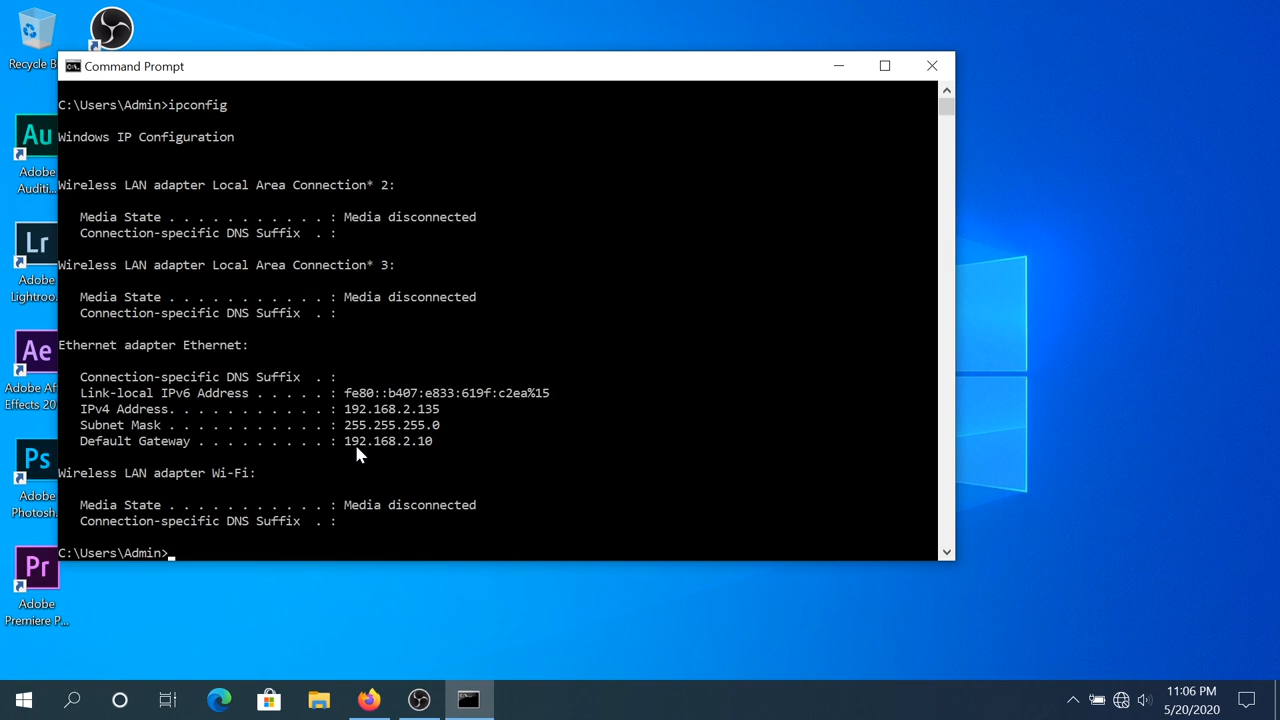 Recycle B
Command Prompt
C:\Users\Admin>ipconfig
Windows IP Configuration
Wireless LAN adapter Local Area Connection* 2:
Media State . . . . . . . . . . . : Media disconnected
Connection-specific DNS Suffix  . :
Wireless LAN adapter Local Area Connection* 3:
Media State . . . . . . . . . . . : Media disconnected
Connection-specific DNS Suffix  . :
Ethernet adapter Ethernet:
Connection-specific DNS Suffix  . :
Link-local IPv6 Address . . . . . : fe80::b407:e833:619f:c2ea%15
IPv4 Address. . . . . . . . . . . : 192.168.2.135
Subnet Mask . . . . . . . . . . . : 255.255.255.0
Default Gateway . . . . . . . . . : 192.168.2.10
Wireless LAN adapter Wi-Fi:
Media State . . . . . . . . . . . : Media disconnected
Connection-specific DNS Suffix  . :
C:\Users\Admin>
Au
Adobe
Auditi...
Lr
Adobe
Lightroo...
Ae
Adobe Af
Effects 20
Ps
Adobe
Photosh...
Pr
Adobe
Premiere P...
11:06 PM
5/20/2020